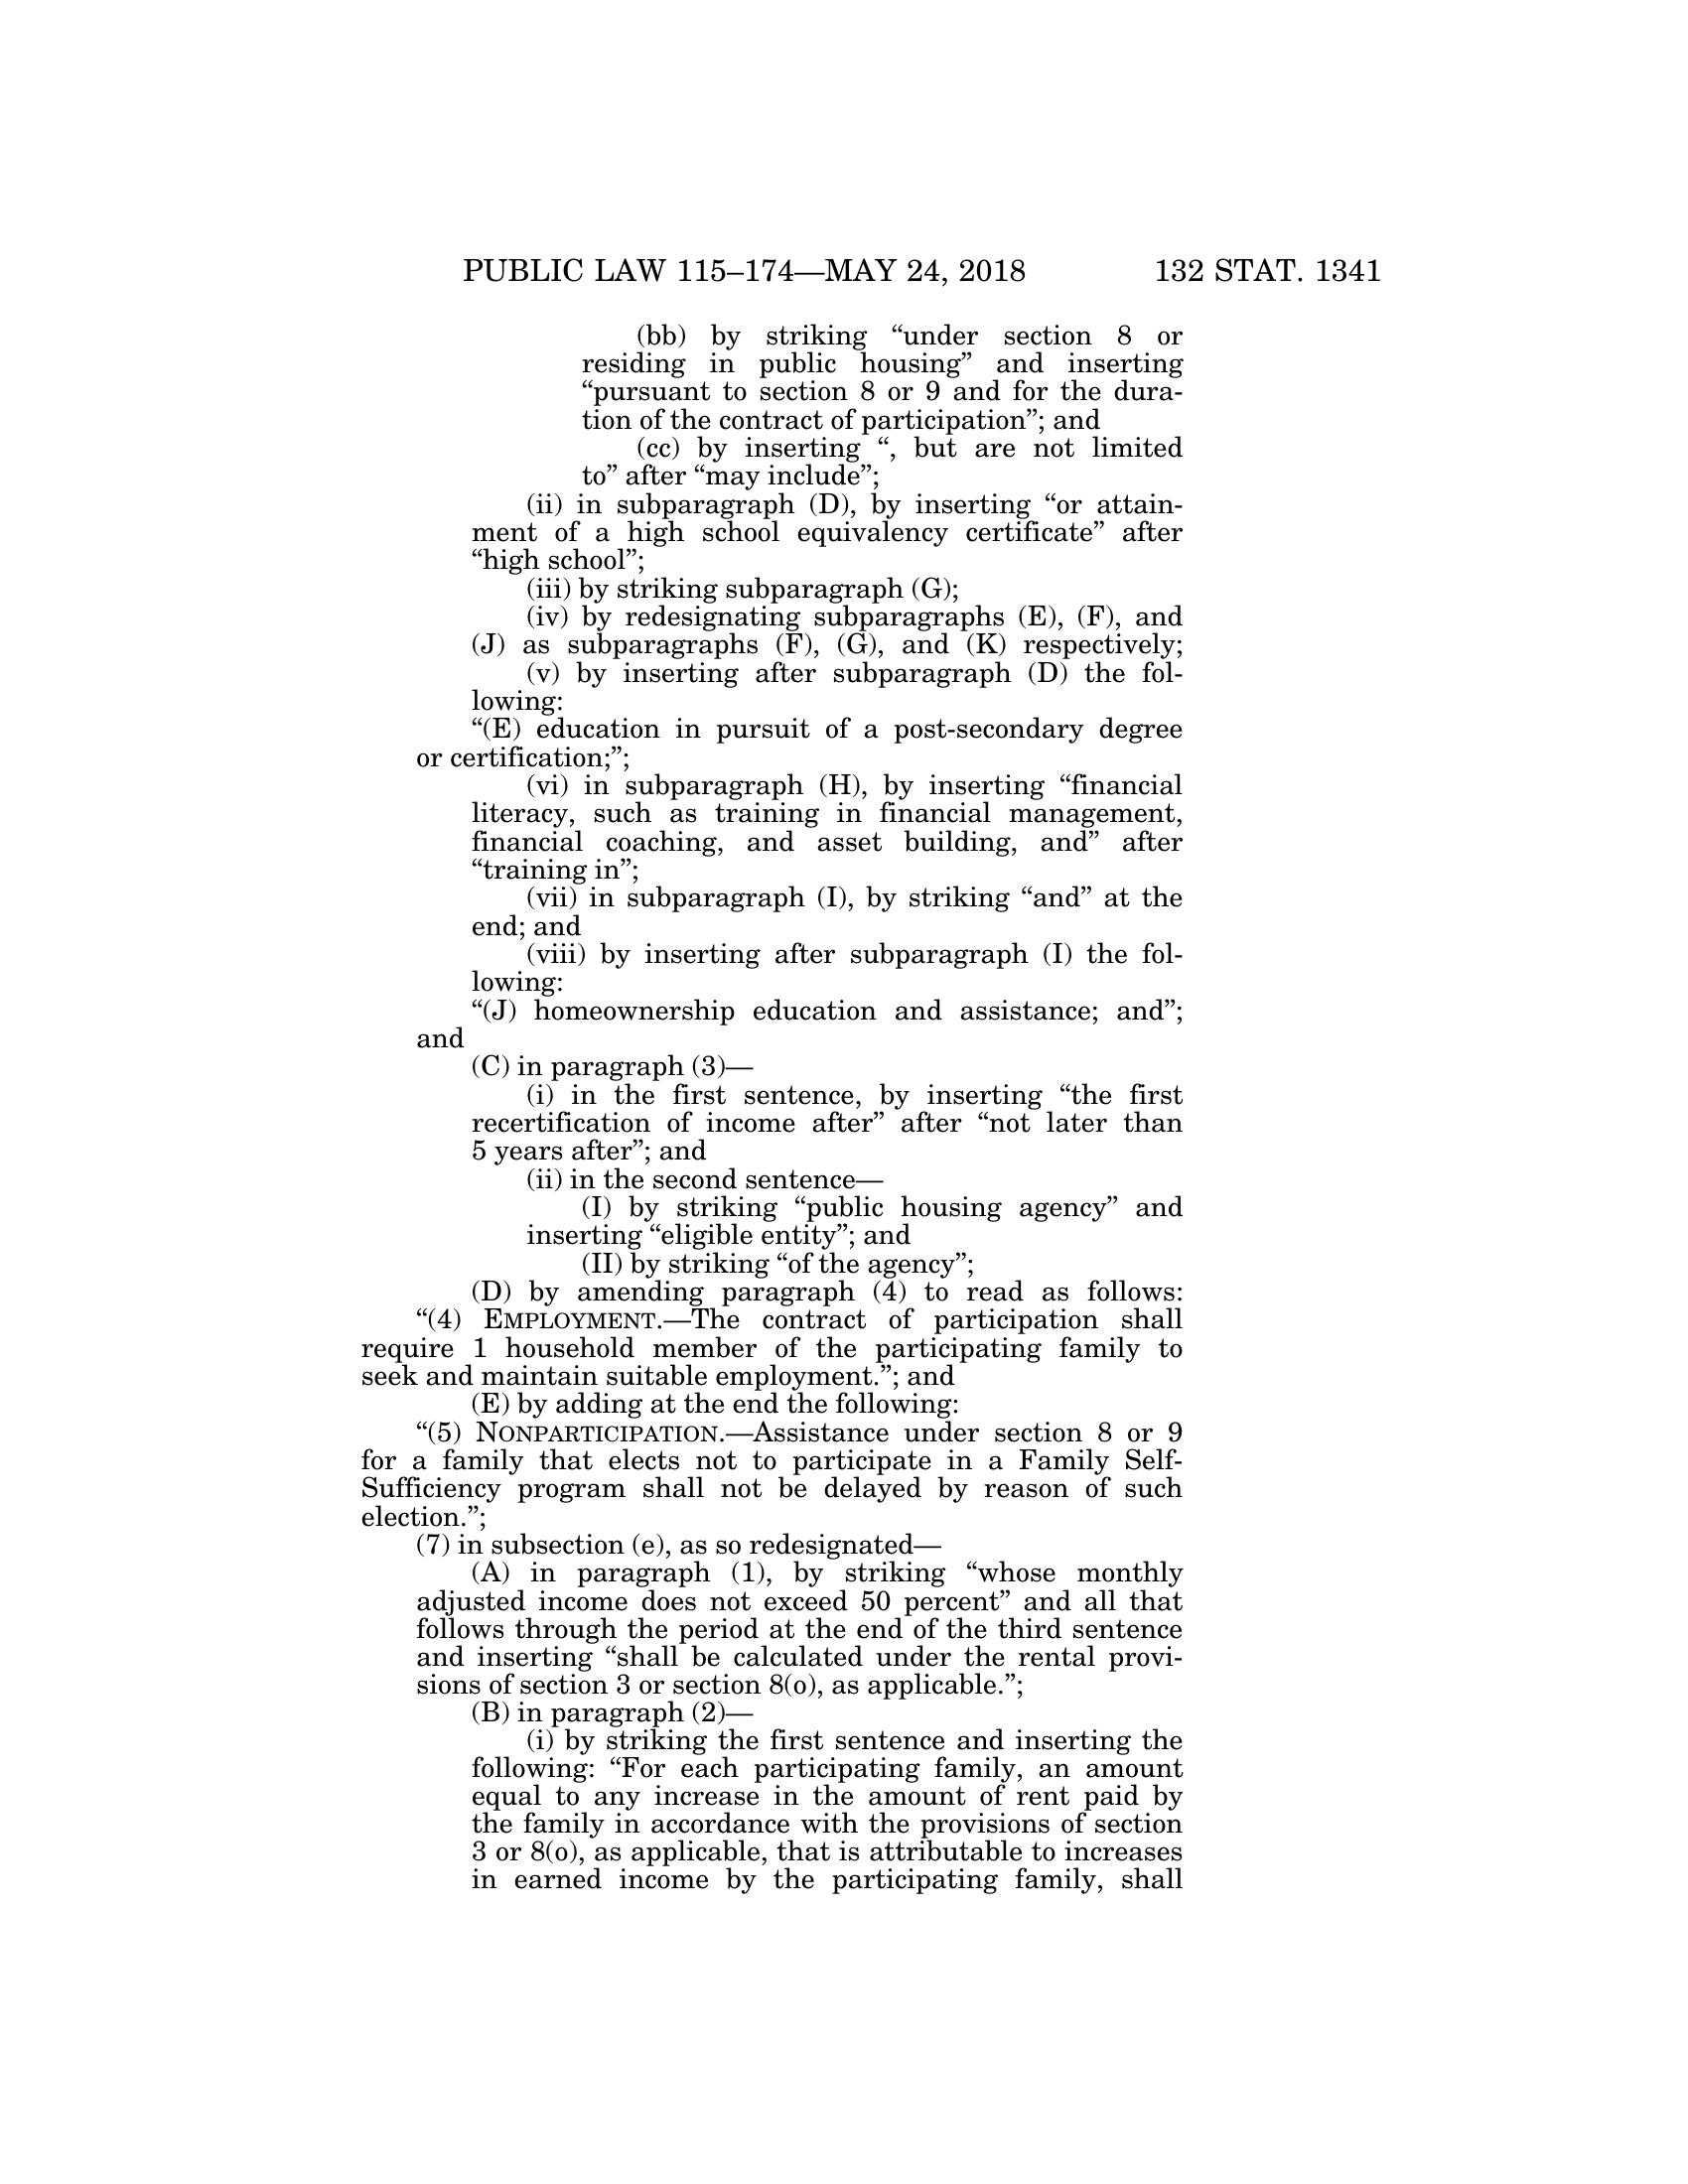 PUBLIC LAW 115–174—MAY 24, 2018 132 STAT. 1341
(bb) by striking “under section 8 or
residing in public housing” and inserting
“pursuant to section 8 or 9 and for the dura-
tion of the contract of participation”; and
(cc) by inserting “, but are not limited
to” after “may include”;
(ii) in subparagraph (D), by inserting “or attain-
ment of a high school equivalency certificate” after
“high school”;
(iii) by striking subparagraph (G);
(iv) by redesignating subparagraphs (E), (F), and
(J) as subparagraphs (F), (G), and (K) respectively;
(v) by inserting after subparagraph (D) the fol-
lowing:
“(E) education in pursuit of a post-secondary degree
or certification;”;
(vi) in subparagraph (H), by inserting “financial
literacy, such as training in financial management,
financial coaching, and asset building, and” after
“training in”;
(vii) in subparagraph (I), by striking “and” at the
end; and
(viii) by inserting after subparagraph (I) the fol-
lowing:
“(J) homeownership education and assistance; and”;
and
(C) in paragraph (3)—
(i) in the first sentence, by inserting “the first
recertification of income after” after “not later than
5 years after”; and
(ii) in the second sentence—
(I) by striking “public housing agency” and
inserting “eligible entity”; and
(II) by striking “of the agency”;
(D) by amending paragraph (4) to read as follows:
“(4) EMPLOYMENT.—The contract of participation shall
require 1 household member of the participating family to
seek and maintain suitable employment.”; and
(E) by adding at the end the following:
“(5) NONPARTICIPATION.—Assistance under section 8 or 9
for a family that elects not to participate in a Family Self-
Sufficiency program shall not be delayed by reason of such
election.”;
(7) in subsection (e), as so redesignated—
(A) in paragraph (1), by striking “whose monthly
adjusted income does not exceed 50 percent” and all that
follows through the period at the end of the third sentence
and inserting “shall be calculated under the rental provi-
sions of section 3 or section 8(o), as applicable.”;
(B) in paragraph (2)—
(i) by striking the first sentence and inserting the
following: “For each participating family, an amount
equal to any increase in the amount of rent paid by
the family in accordance with the provisions of section
3 or 8(o), as applicable, that is attributable to increases
in earned income by the participating family, shall